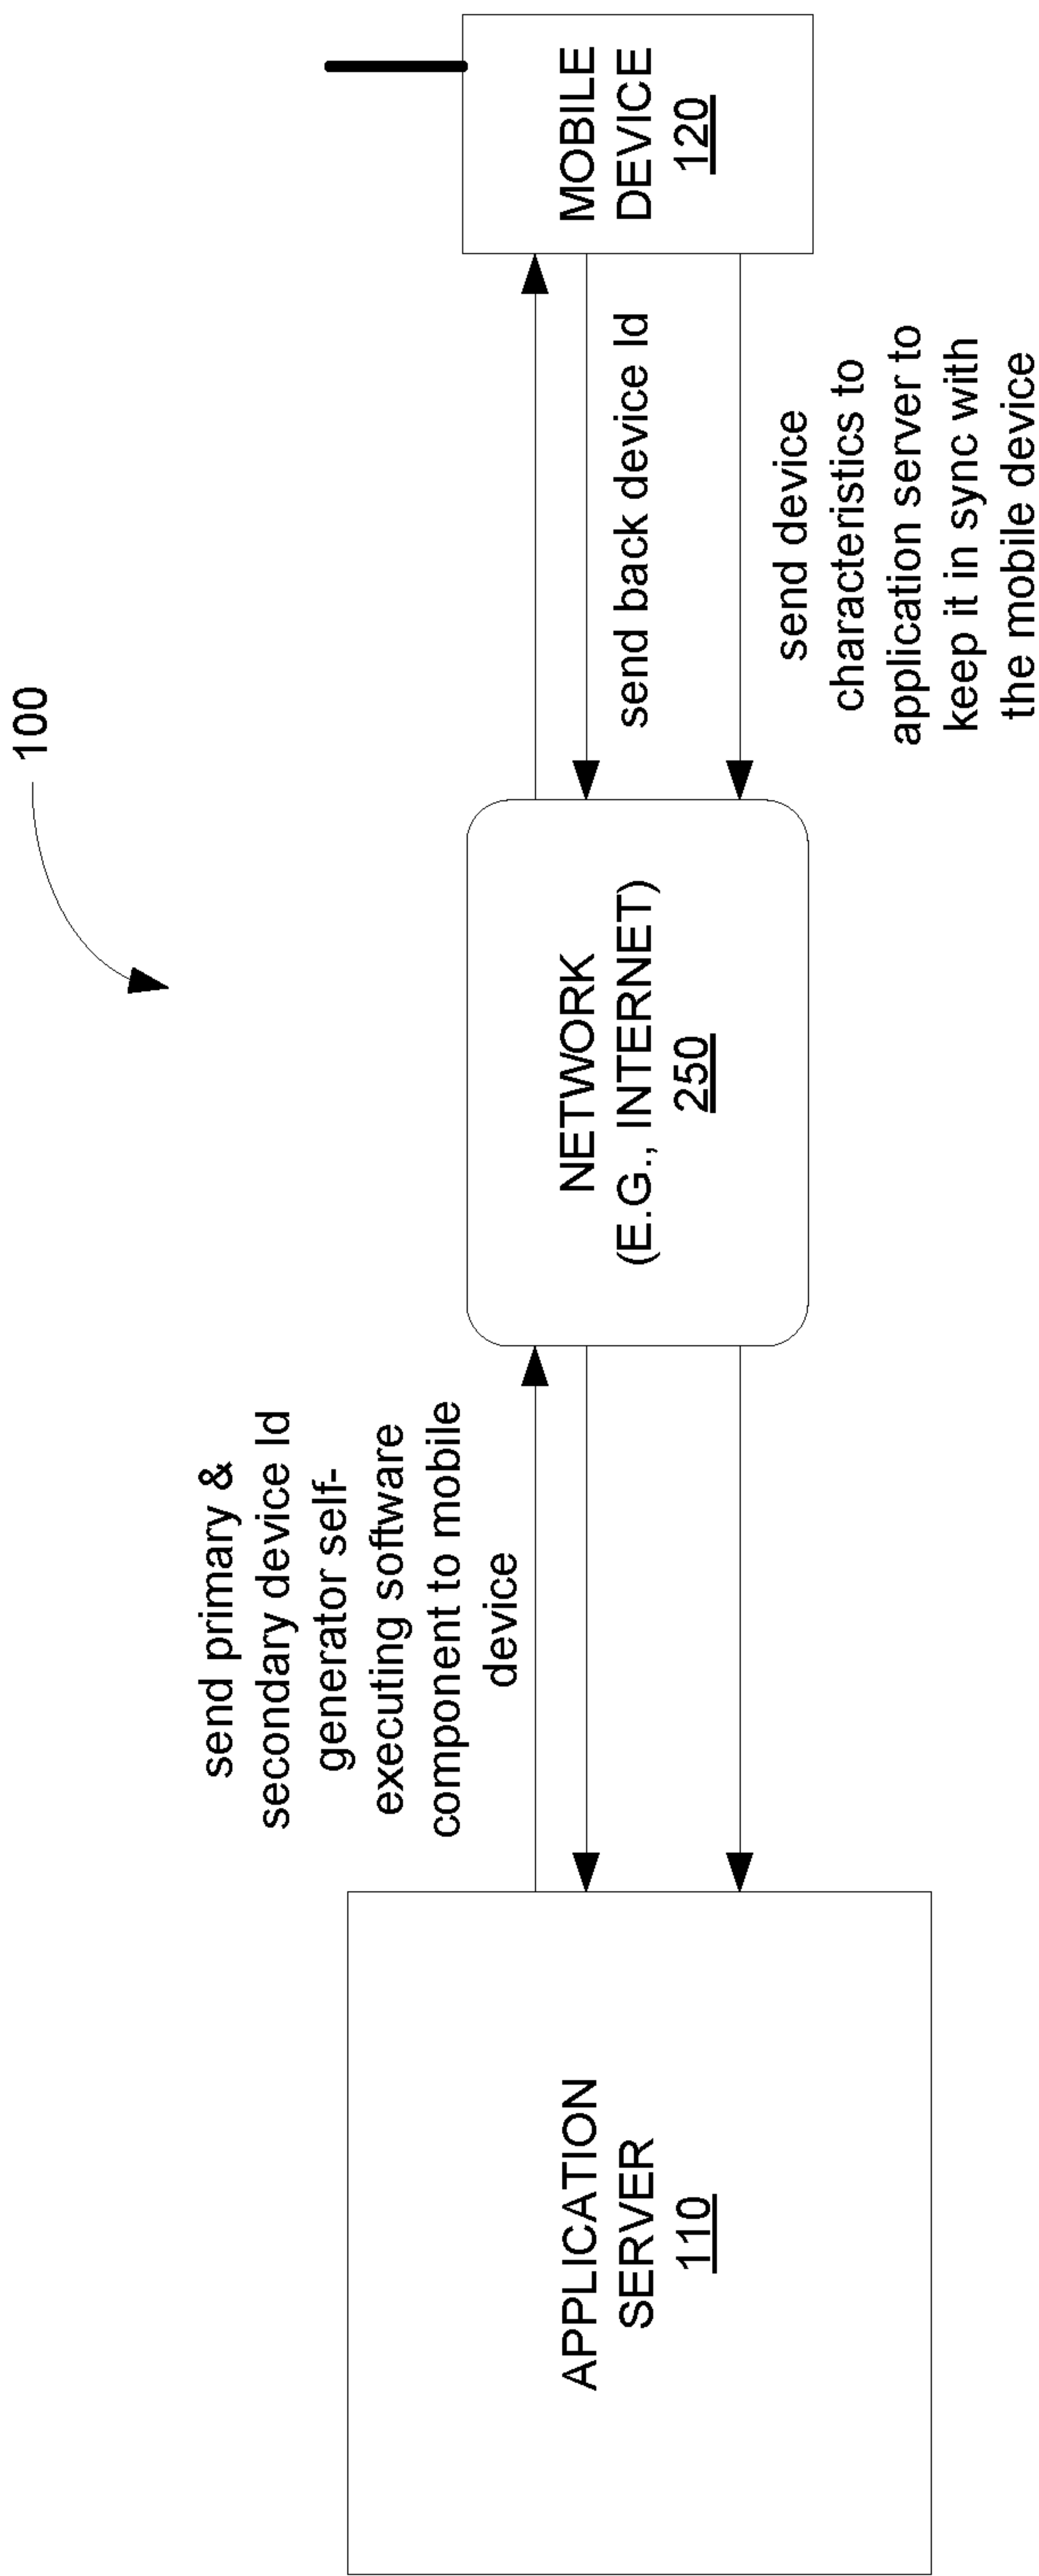 100
send primary &
secondary device Id
generator self-
executing software
component to mobile
device
APPLICATION
SERVER
110
NETWORK
(E.G., INTERNET)
250
MOBILE
DEVICE
120
send back device Id
send device
characteristics to
application server to
keep it in sync with
the mobile device